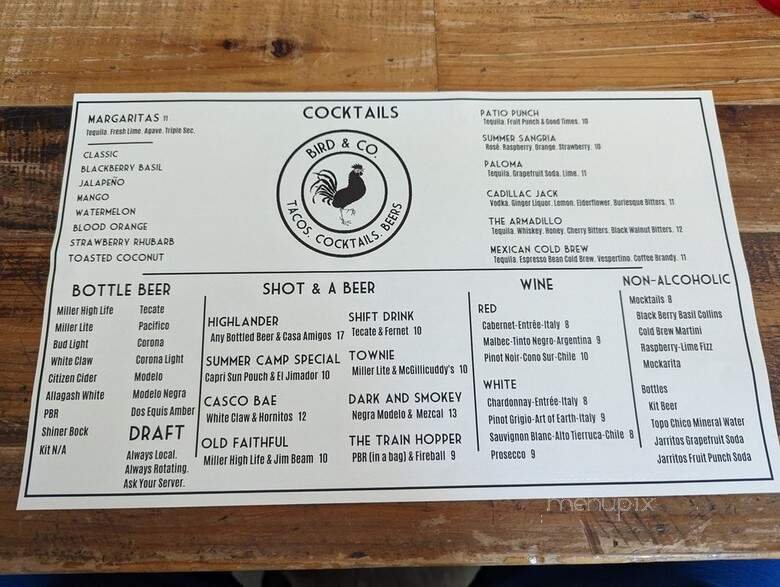 COCKTAILS
MARGARITAS 11
Tequila, Fresh Lime, Agave, Triple Sec.
CLASSIC
BLACKBERRY BASIL
JALAPEÑO
MANGO
WATERMELON
BLOOD ORANGE
STRAWBERRY RHUBARB
TOASTED COCONUT
BIRD & CO.
TACOS. COCKTAILS. BEERS
PATIO PUNCH
Tequila, Fruit Punch & Good Times. 10
SUMMER SANGRIA
Rosé, Raspberry, Orange, Strawberry. 10
PALOMA
Tequila, Grapefruit Soda, Lime. 11
CADILLAC JACK
Vodka, Ginger Liquor, Lemon, Elderflower, Burlesque Bitters. 11
THE ARMADILLO
Tequila, Whiskey, Honey, Cherry Bitters, Black Walnut Bitters. 12
MEXICAN COLD BREW
Tequila, Espresso Bean Cold Brew, Vespertino, Coffee Brandy. 11
BOTTLE BEER
Miller High Life
Miller Lite
Bud Light
White Claw
Citizen Cider
Allagash White
PBR
Shiner Bock
Kit N/A
Tecate
Pacifico
Corona
Corona Light
Modelo
Modelo Negra
Dos Equis Amber
DRAFT
Always Local.
Always Rotating.
Ask Your Server.
SHOT & A BEER
HIGHLANDER
Any Bottled Beer & Casa Amigos 17
SUMMER CAMP SPECIAL
Capri Sun Pouch & El Jimador 10
CASCO BAE
White Claw & Hornitos 12
OLD FAITHFUL
Miller High Life & Jim Beam 10
SHIFT DRINK
Tecate & Fernet 10
TOWNIE
Miller Lite & McGillicuddy's 10
DARK AND SMOKEY
Negra Modelo & Mezcal 13
THE TRAIN HOPPER
PBR (in a bag) & Fireball 9
WINE
RED
Cabernet-Entrée-Italy 8
Malbec-Tinto Negro-Argentina 9
Pinot Noir-Cono Sur-Chile 10
WHITE
Chardonnay-Entrée-Italy 8
Pinot Grigio-Art of Earth-Italy 9
Sauvignon Blanc-Alto Tierruca-Chile 8
Prosecco 9
NON-ALCOHOLIC
Mocktails 8
Black Berry Basil Collins
Cold Brew Martini
Raspberry-Lime Fizz
Mockarita
Bottles
Kit Beer
Topo Chico Mineral Water
Jarritos Grapefruit Soda
Jarritos Fruit Punch Soda
menupix